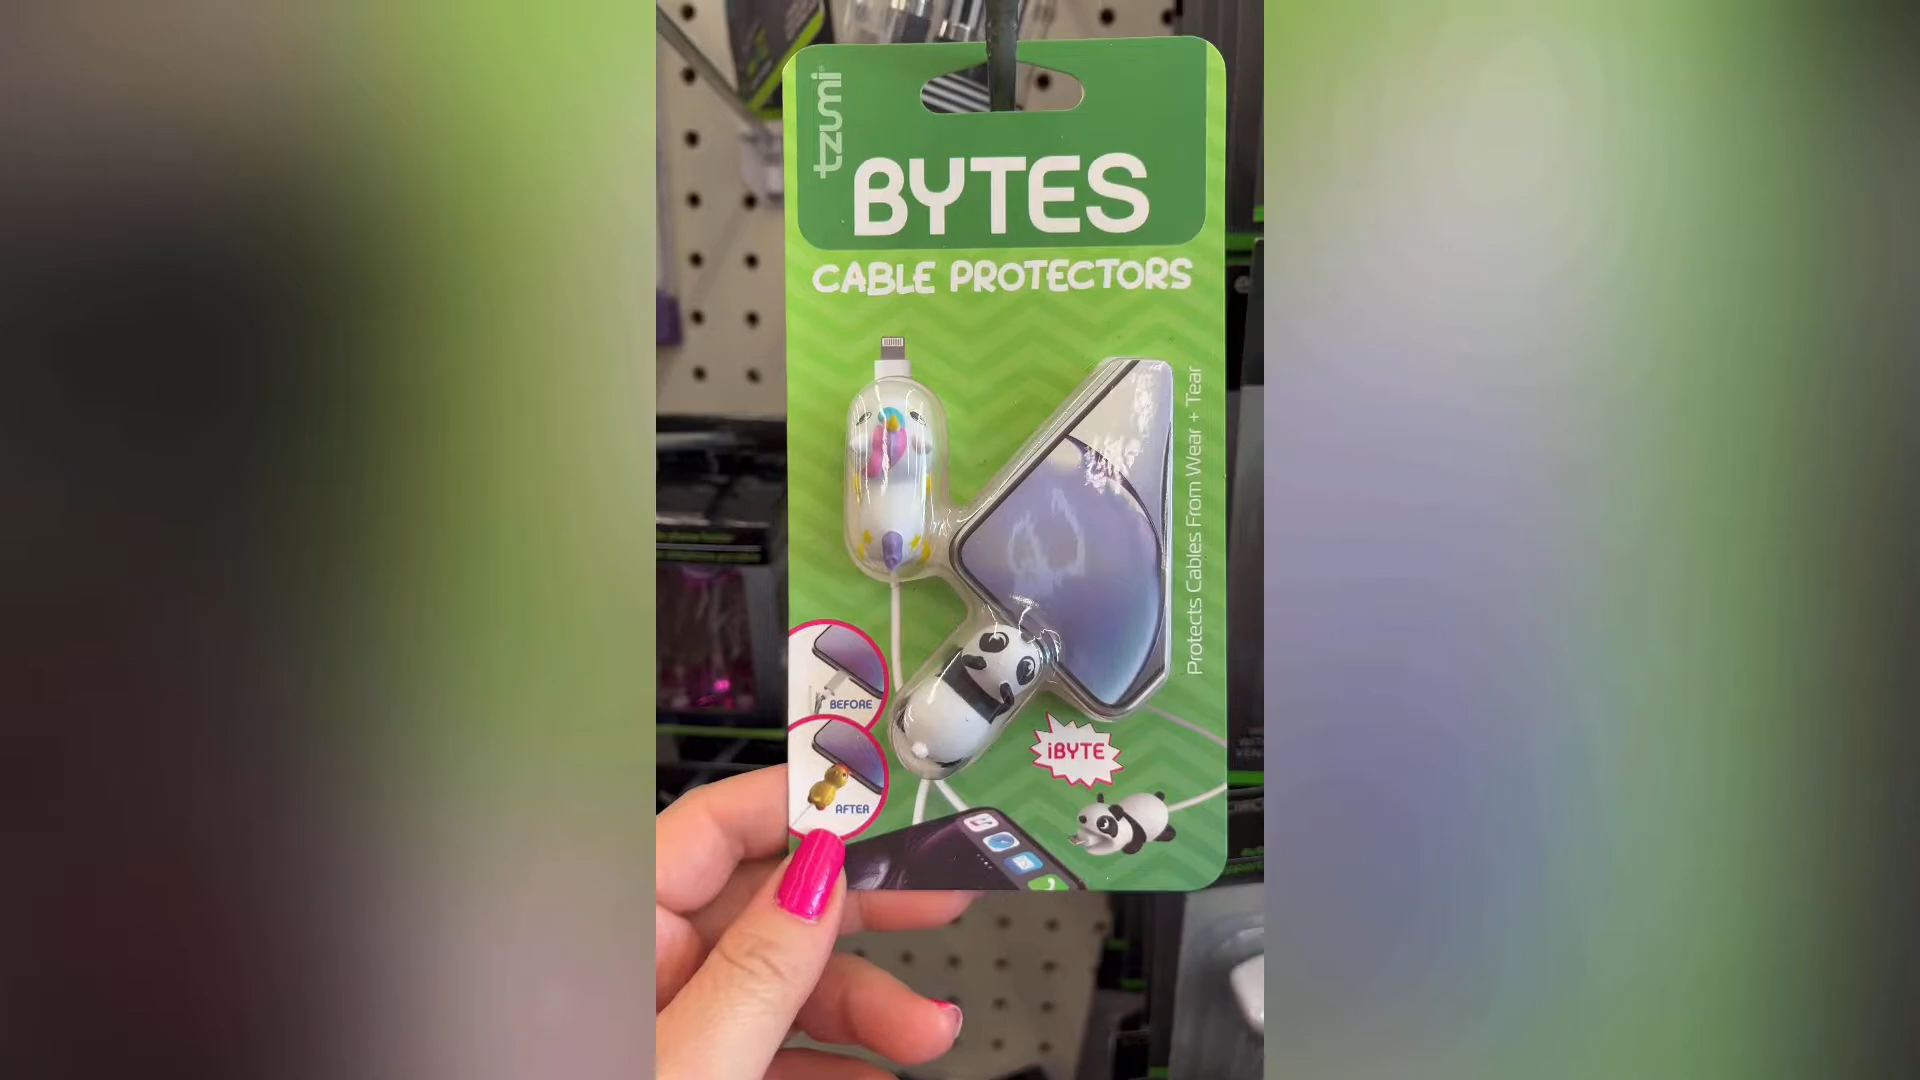 tzumi
BYTES
CABLE PROTECTORS
Protects Cables From Wear + Tear
BEFORE
AFTER
iBYTE